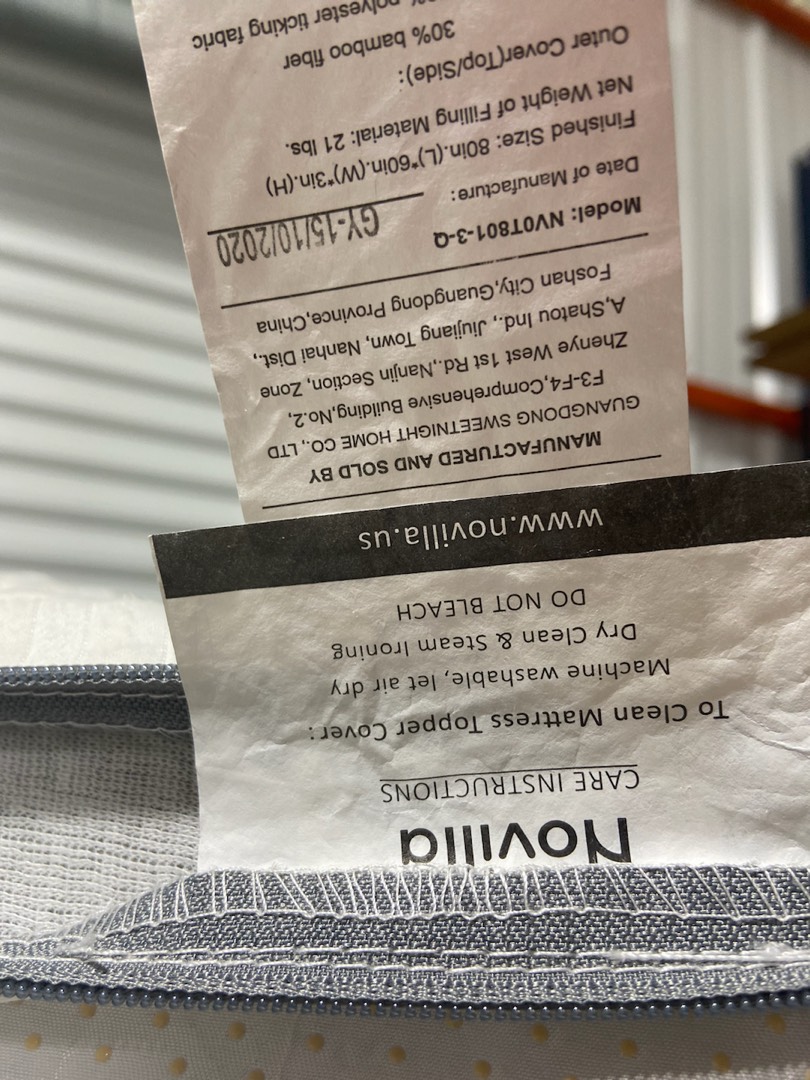 Novilla
CARE INSTRUCTIONS
To Clean Mattress Topper Cover:
Machine washable, let air dry
Dry Clean & Steam Ironing
DO NOT BLEACH
www.novilla.us
MANUFACTURED AND SOLD BY
GUANGDONG SWEETNIGHT HOME CO., LTD
F3-F4,Comprehensive Building,No.2,
Zhenye West 1st Rd.,Nanjin Section, Zone
A,Shatou Ind., Jiujiang Town, Nanhai Dist.,
Foshan City,Guangdong Province,China
Model: NV0T801-3-Q
Date of Manufacture: GY-15/10/2020
Finished Size: 80in.(L)*60in.(W)*3in.(H)
Net Weight of Filling Material: 21 lbs.
Outer Cover(Top/Side):
30% bamboo fiber
polyester ticking fabric